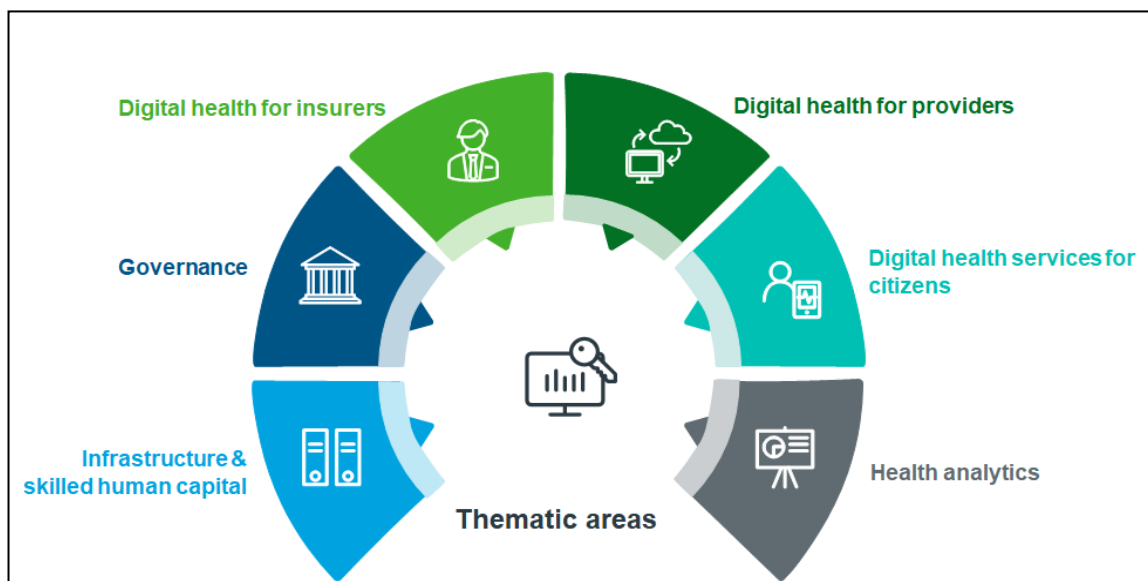 Digital health for insurers
Digital health for providers
Governance
Digital health services for
citizens
Infrastructure &
skilled human capital
Health analytics
Thematic areas